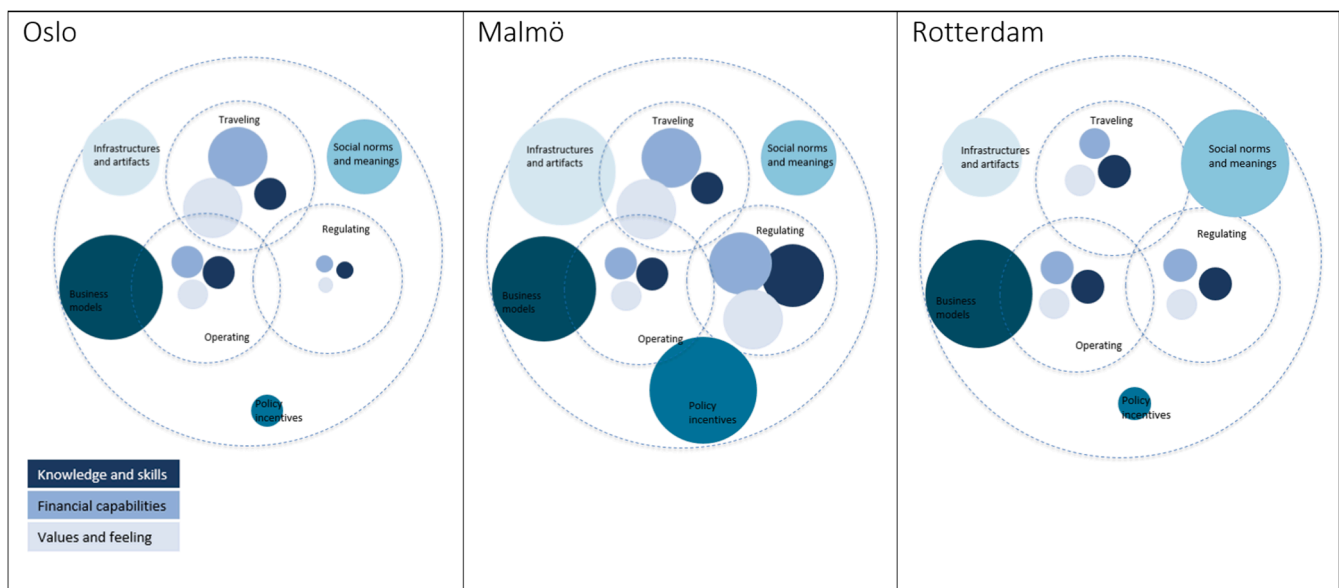 Oslo
Traveling
Infrastructures
and artifacts
Social norms
and meanings
Regulating
Business
models
Operating
Policy
incentives
Knowledge and skills
Financial capabilities
Values and feeling
Malmö
Traveling
Infrastructures
and artifacts
Social norms
and meanings
Regulating
Business
models
Operating
Policy
incentives
Rotterdam
Traveling
Infrastructures
and artifacts
Social norms
and meanings
Regulating
Business
models
Operating
Policy
incentives